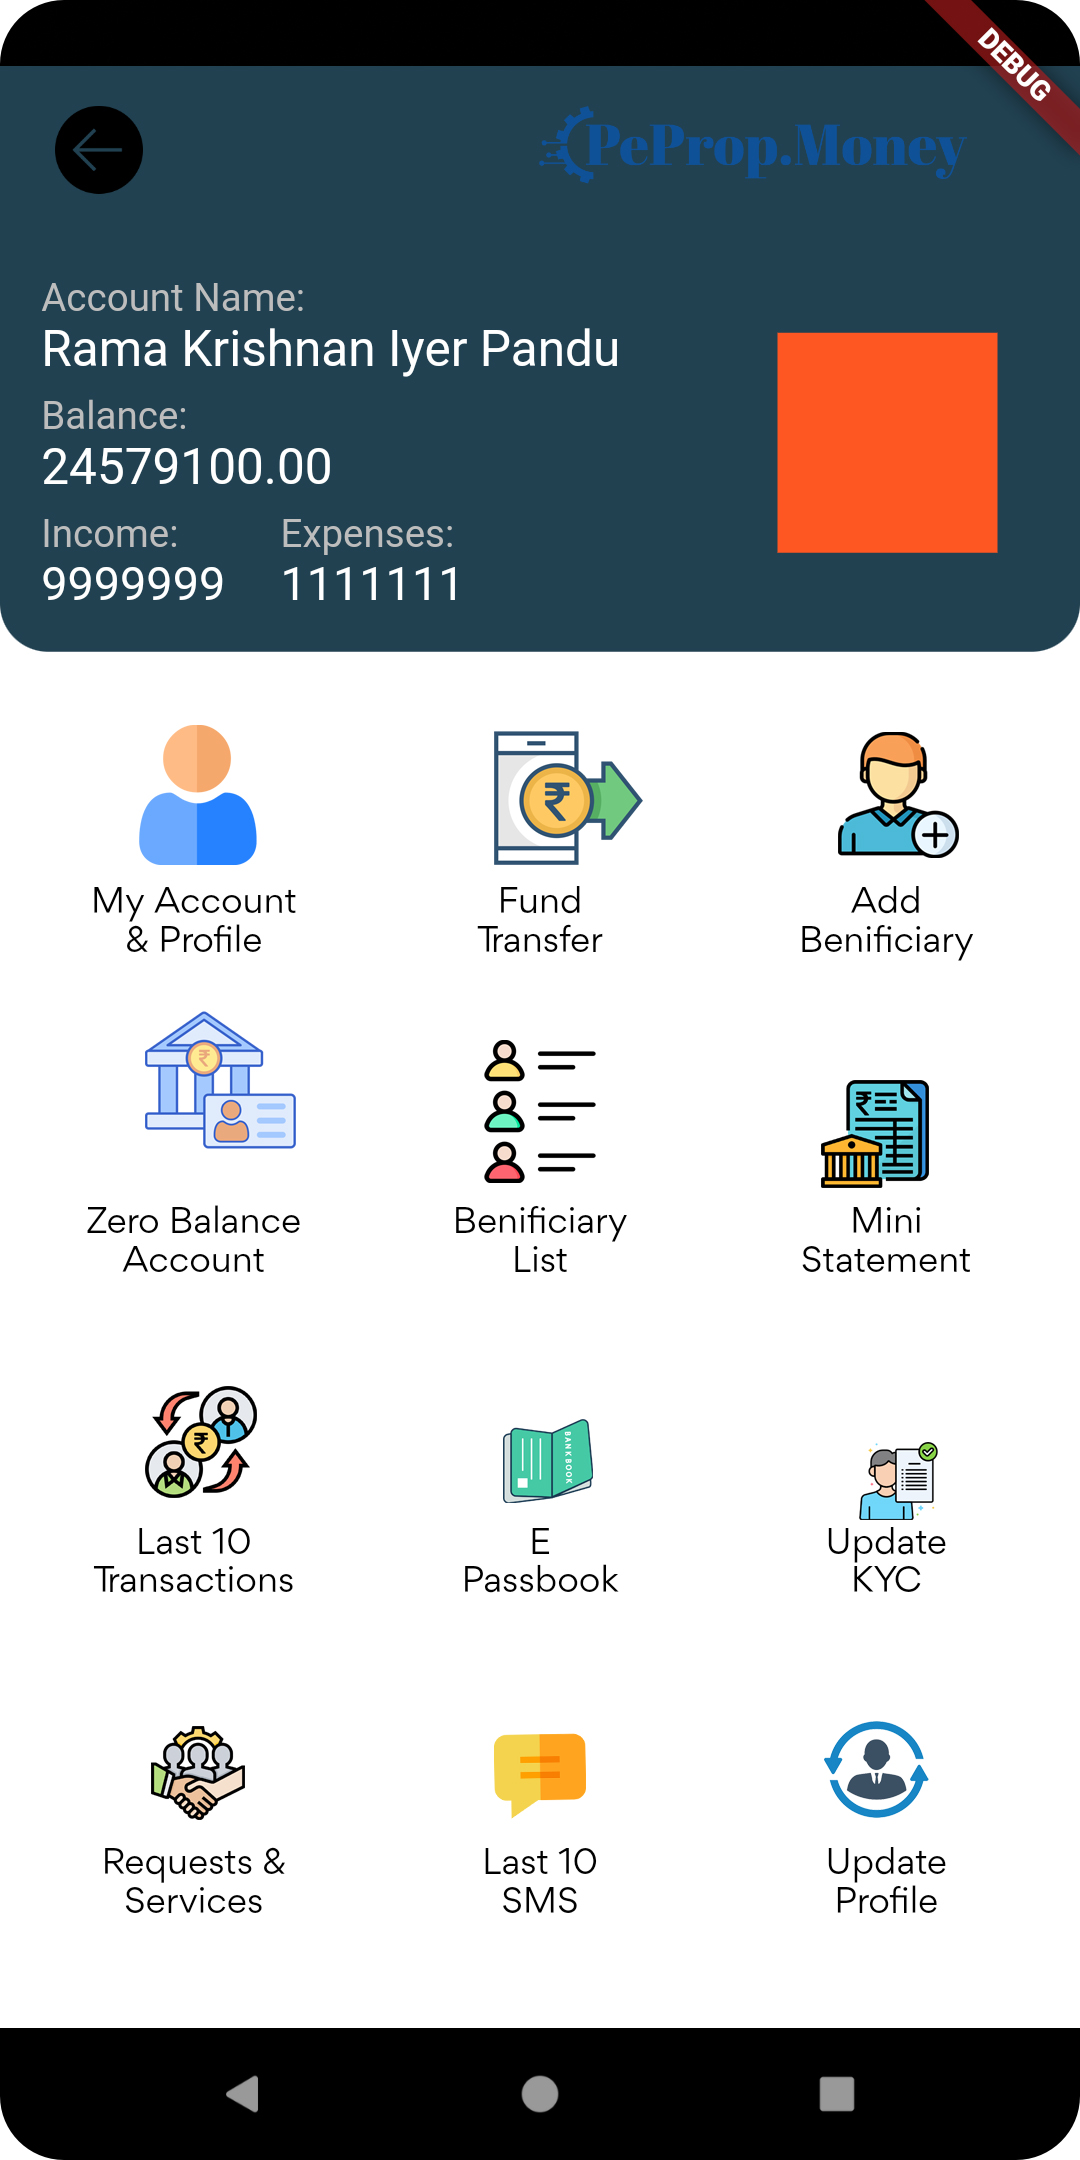 DEBUG
PeProp.Money
Account Name:
Rama Krishnan Iyer Pandu
Balance:
24579100.00
Income: Expenses:
9999999 1111111
My Account
& Profile
Fund
Transfer
Add
Benificiary
Zero Balance
Account
Benificiary
List
Mini
Statement
Last 10
Transactions
BANK BOOK
E
Passbook
Update
KYC
Requests &
Services
Last 10
SMS
Update
Profile